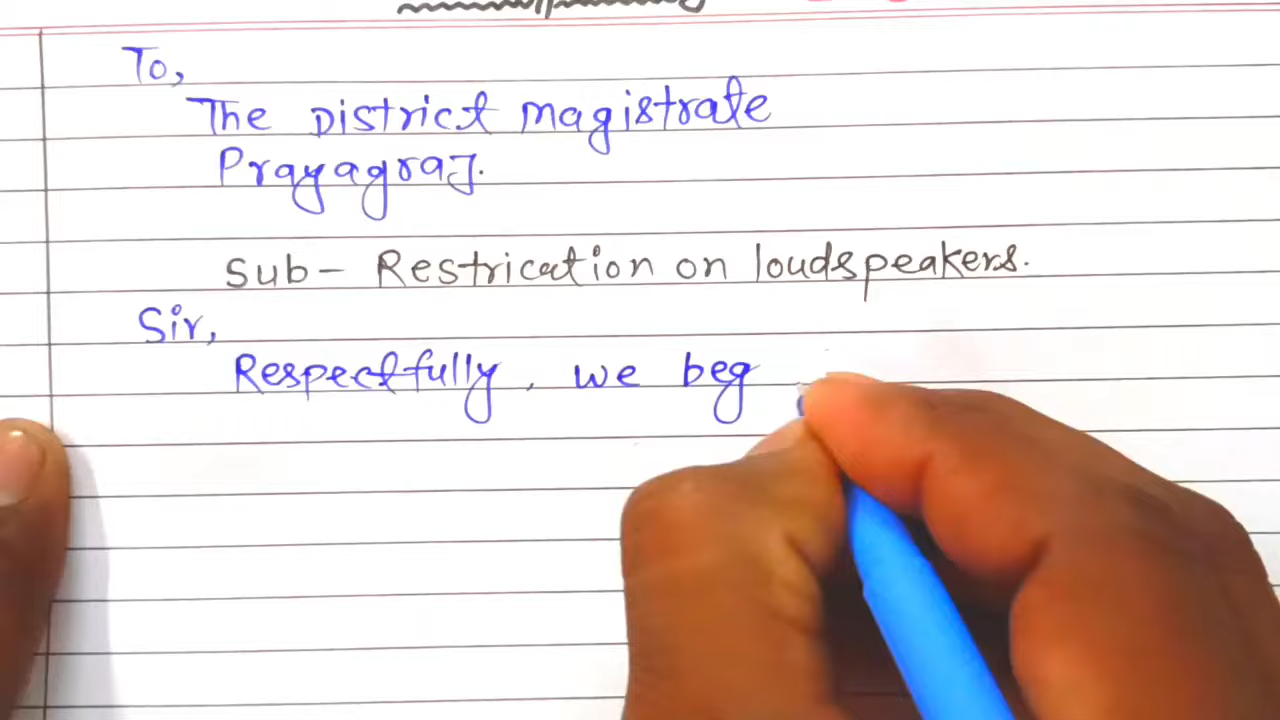 To,
The District magistrate
Prayagraj.
Sub- Restrication on loudspeakers.
Sir,
Respectfully, we beg